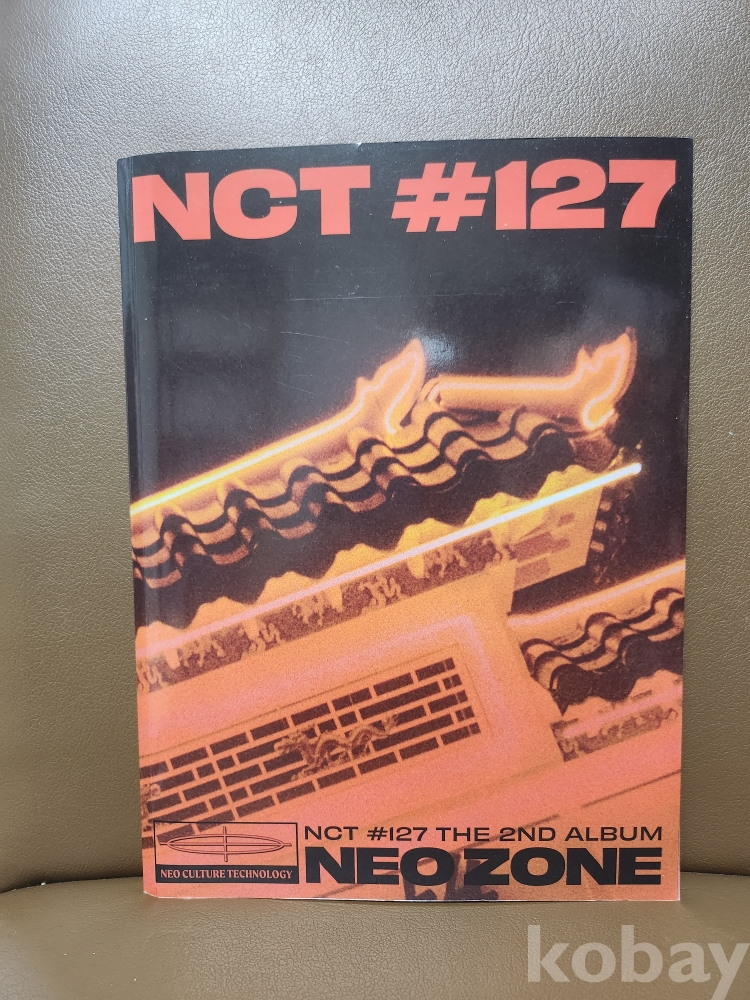 NCT #127
NCT #127 THE 2ND ALBUM
NEO ZONE
NEO CULTURE TECHNOLOGY
kobay